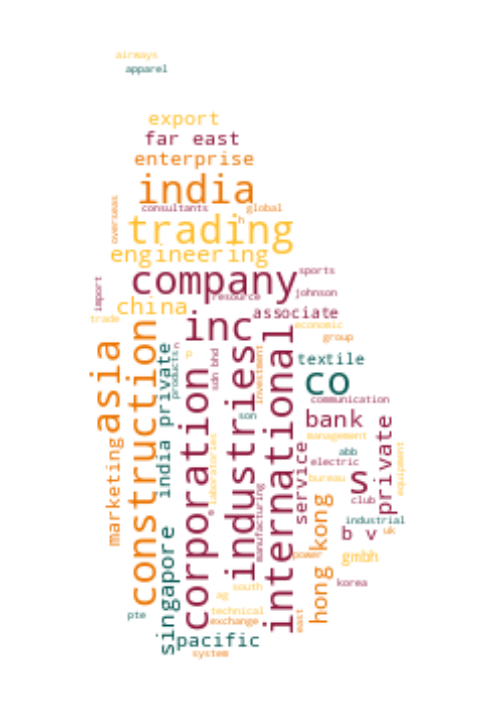 airways
apparel
export
far east
enterprise
india
consultants
global
overseas
h
trading
engineering
company
sports
import
resource
johnson
china
associate
trade
inc
economic
group
asia
construction
india private
products
n
p
sdn bhd
industries
investment
international
textile
co
communication
corporation
son
bank
management
marketing
laboratories
service
abb
electric
private
equipment
bureau
s
club
manufacturing
hong kong
industrial
b v
uk
e
singapore
power
gmbh
south
korea
ag
pte
technical
exchange
east
pacific
system